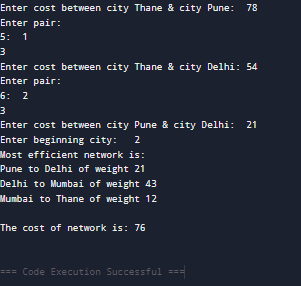 Enter cost between city Thane & city Pune:  78
Enter pair:
5:  1
3
Enter cost between city Thane & city Delhi: 54
Enter pair:
6:  2
3
Enter cost between city Pune & city Delhi:  21
Enter beginning city:   2
Most efficient network is:
Pune to Delhi of weight 21
Delhi to Mumbai of weight 43
Mumbai to Thane of weight 12
The cost of network is: 76
=== Code Execution Successful ===